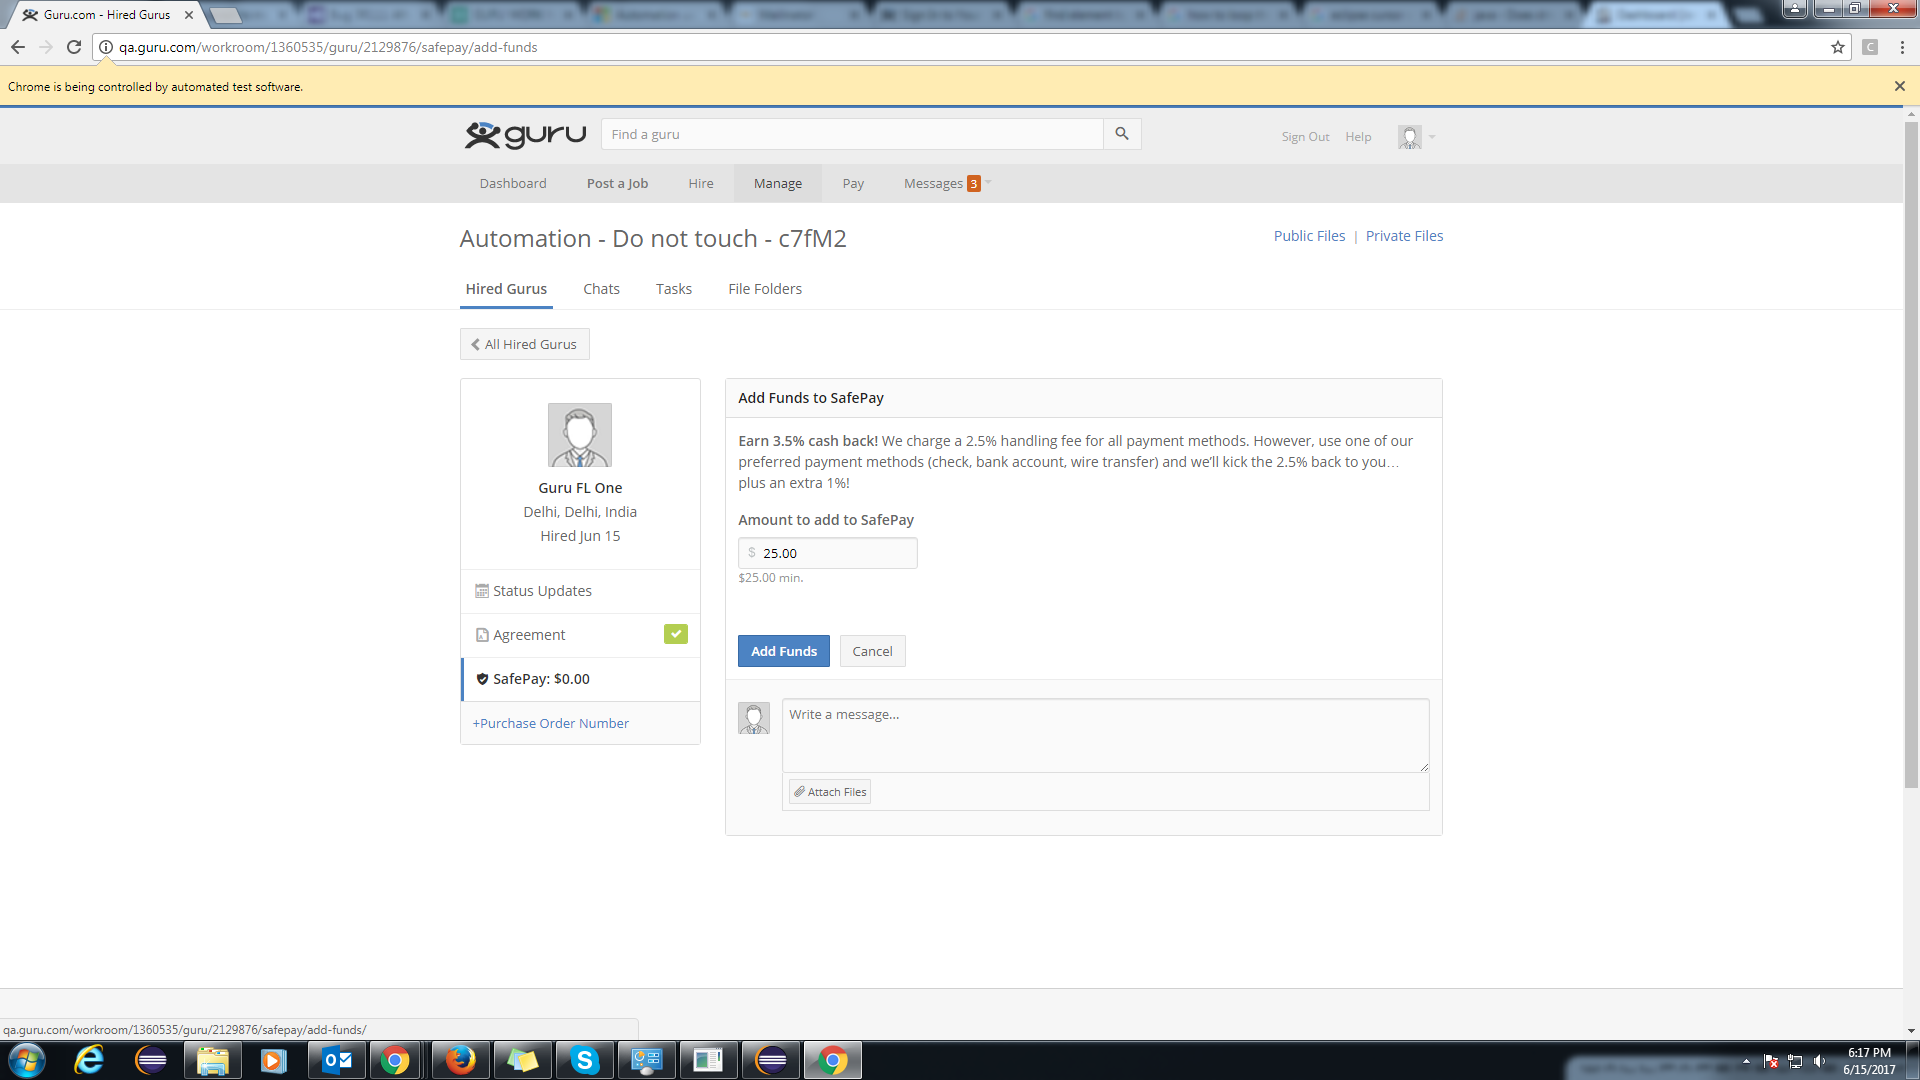 Guru.com - Hired Gurus
qa.guru.com/workroom/1360535/guru/2129876/safepay/add-funds
Chrome is being controlled by automated test software.
guru
Find a guru
Sign Out Help
Dashboard Post a Job Hire Manage Pay Messages 3
Automation - Do not touch - c7fM2
Public Files | Private Files
Hired Gurus Chats Tasks File Folders
All Hired Gurus
Guru FL One
Delhi, Delhi, India
Hired Jun 15
Status Updates
Agreement
SafePay: $0.00
+Purchase Order Number
Add Funds to SafePay
Earn 3.5% cash back! We charge a 2.5% handling fee for all payment methods. However, use one of our
preferred payment methods (check, bank account, wire transfer) and we'll kick the 2.5% back to you…
plus an extra 1%!
Amount to add to SafePay
$ 25.00
$25.00 min.
Add Funds Cancel
Write a message...
Attach Files
qa.guru.com/workroom/1360535/guru/2129876/safepay/add-funds/
6:17 PM
6/15/2017